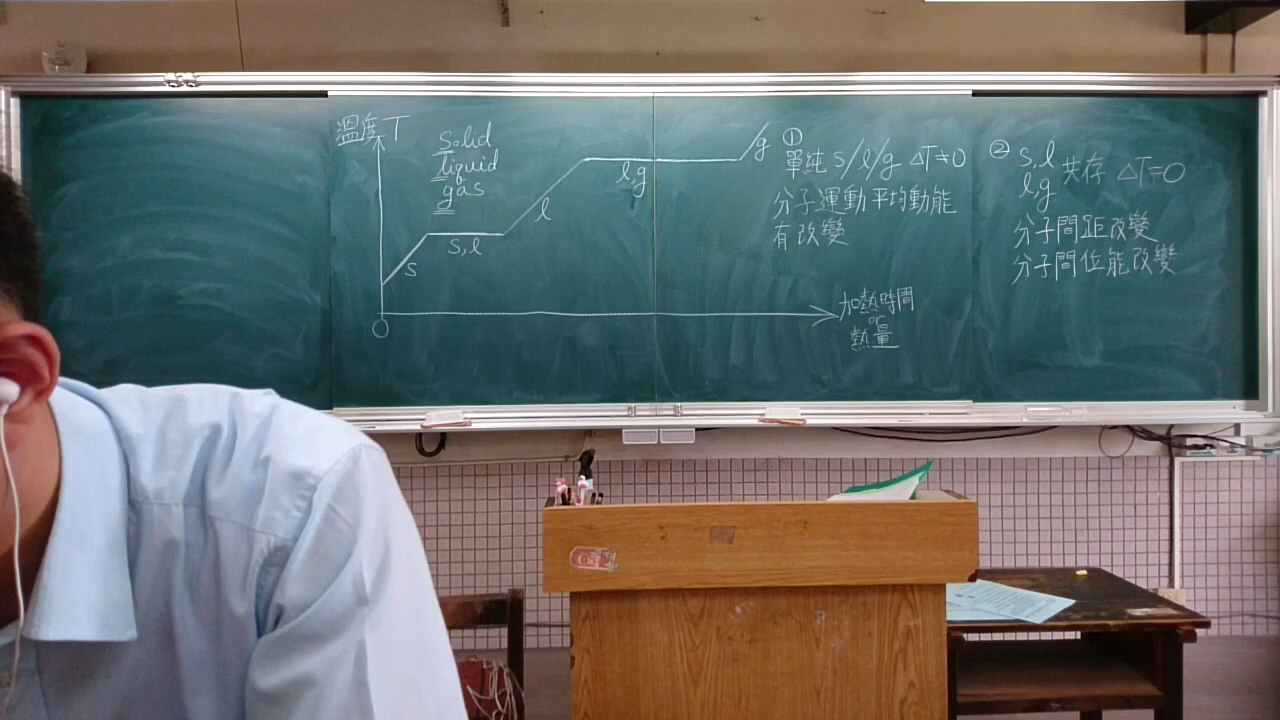 溫度T
Solid
liquid
gas
s
s,l
l
lg
g
O
加熱時間
or
熱量
①
單純 s/l/g ΔT≠0
分子運動平均動能
有改變
②
s,l
l,g
共存 ΔT=0
分子間距改變
分子間位能改變